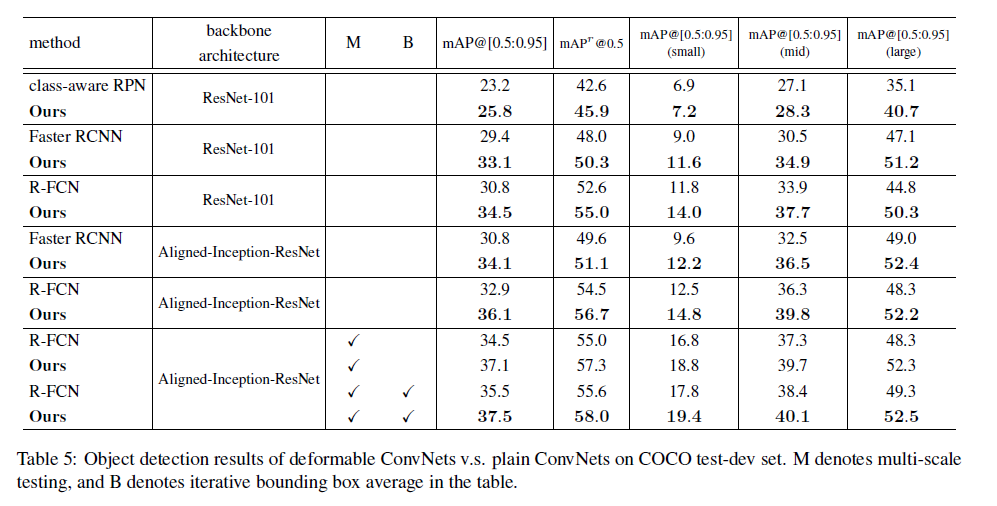 method backbone architecture M B mAP@[0.5:0.95] mAP^r@0.5 mAP@[0.5:0.95] (small) mAP@[0.5:0.95] (mid) mAP@[0.5:0.95] (large)
class-aware RPN ResNet-101 23.2 42.6 6.9 27.1 35.1
Ours 25.8 45.9 7.2 28.3 40.7
Faster RCNN ResNet-101 29.4 48.0 9.0 30.5 47.1
Ours 33.1 50.3 11.6 34.9 51.2
R-FCN ResNet-101 30.8 52.6 11.8 33.9 44.8
Ours 34.5 55.0 14.0 37.7 50.3
Faster RCNN Aligned-Inception-ResNet 30.8 49.6 9.6 32.5 49.0
Ours 34.1 51.1 12.2 36.5 52.4
R-FCN Aligned-Inception-ResNet 32.9 54.5 12.5 36.3 48.3
Ours 36.1 56.7 14.8 39.8 52.2
R-FCN Aligned-Inception-ResNet ✓ 34.5 55.0 16.8 37.3 48.3
Ours ✓ 37.1 57.3 18.8 39.7 52.3
R-FCN ✓ ✓ 35.5 55.6 17.8 38.4 49.3
Ours ✓ ✓ 37.5 58.0 19.4 40.1 52.5
Table 5: Object detection results of deformable ConvNets v.s. plain ConvNets on COCO test-dev set. M denotes multi-scale
testing, and B denotes iterative bounding box average in the table.